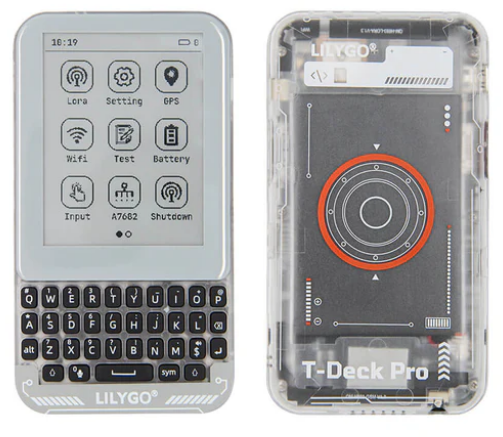 18:19
Lora Setting GPS
Wifi Test Battery
Input A7682 Shutdown
Q W E R T Y U I O P
A S D F G H J K L
alt Z X C V B N M $
sym
LILYGO®
LILYGO®
</>
T-Deck Pro